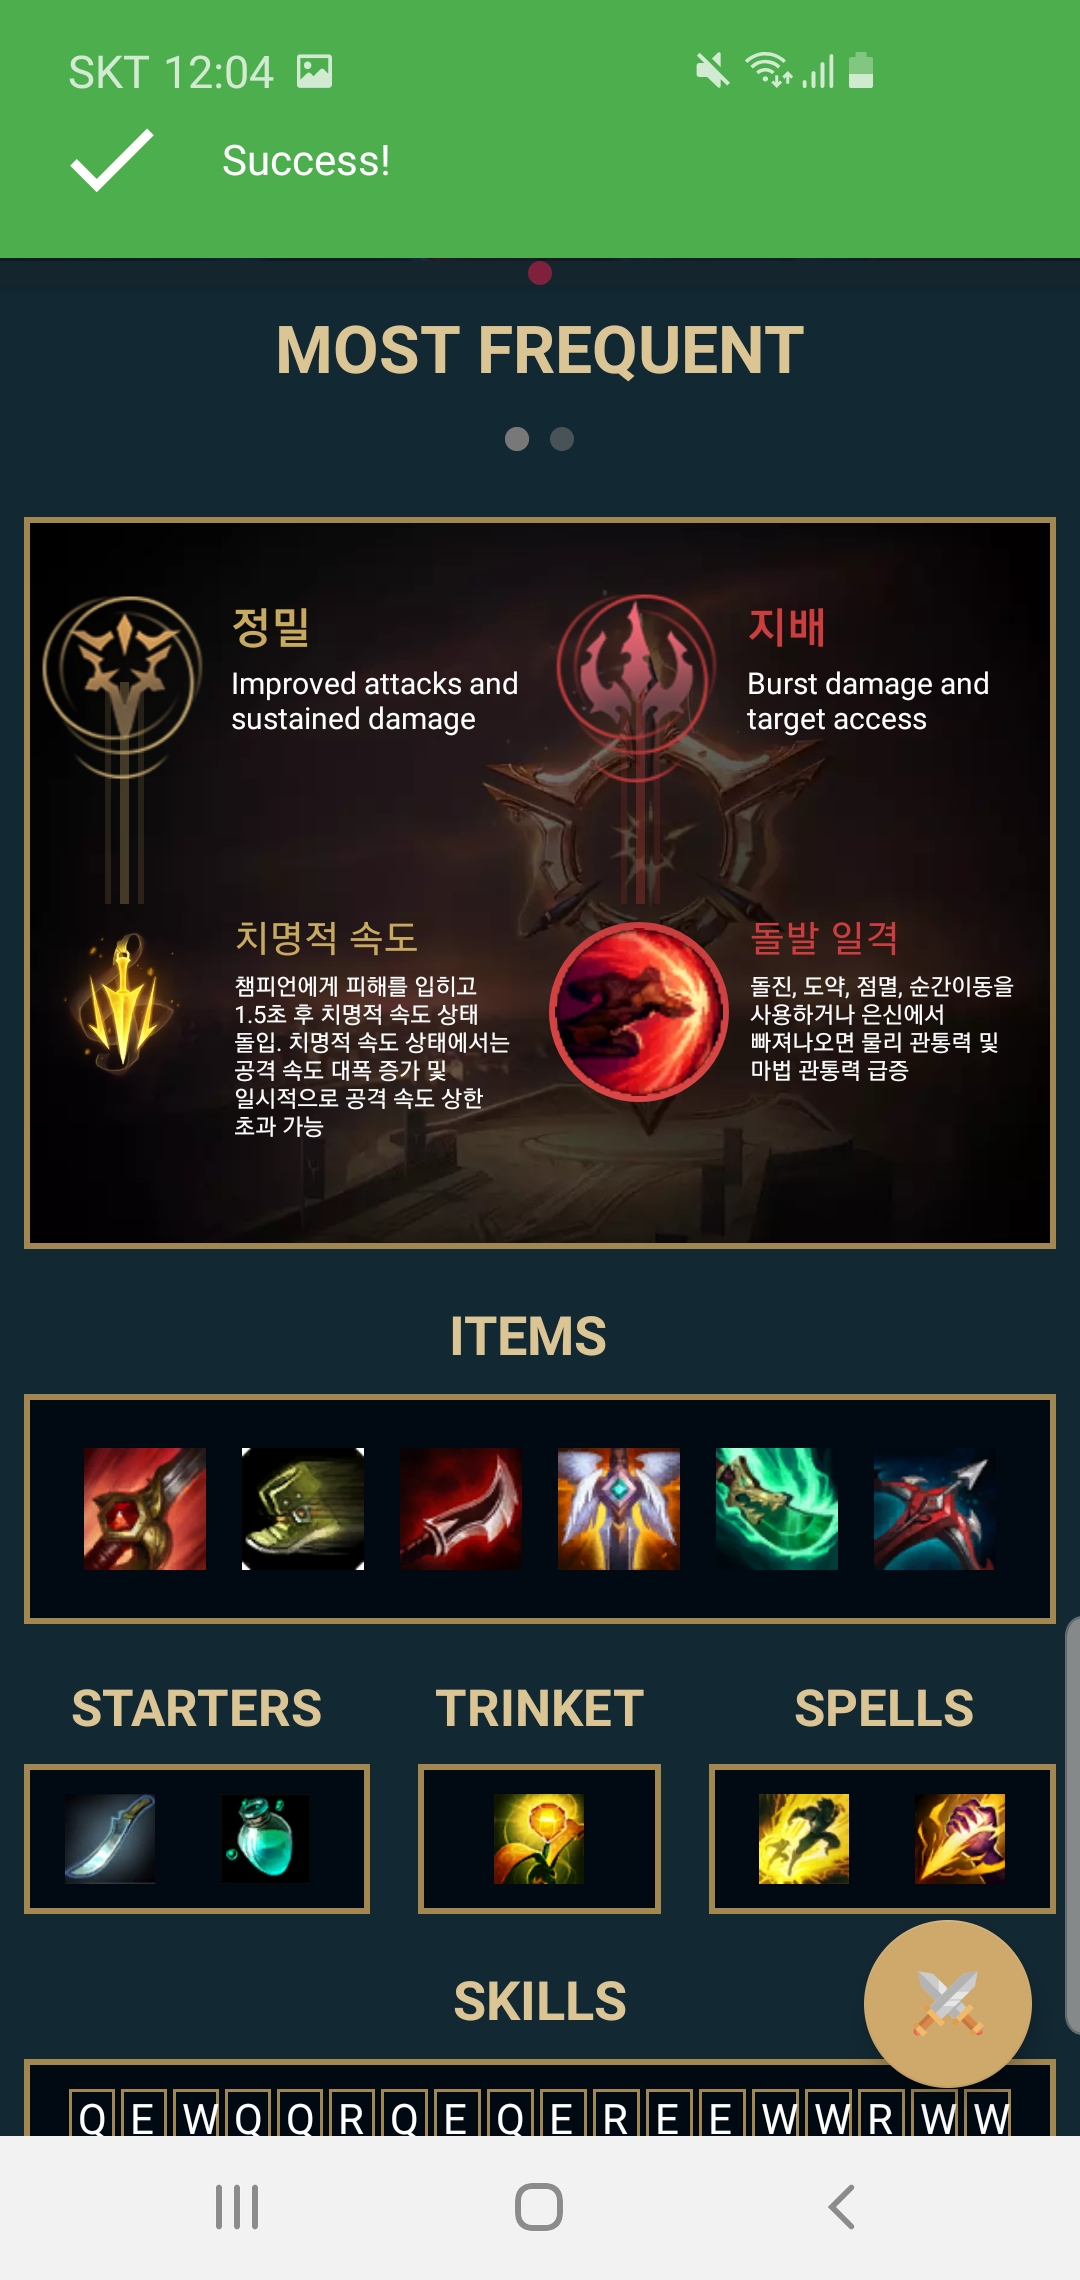 SKT 12:04
Success!
MOST FREQUENT
정밀
Improved attacks and
sustained damage
지배
Burst damage and
target access
치명적 속도
챔피언에게 피해를 입히고
1.5초 후 치명적 속도 상태
돌입. 치명적 속도 상태에서는
공격 속도 대폭 증가 및
일시적으로 공격 속도 상한
초과 가능
돌발 일격
돌진, 도약, 점멸, 순간이동을
사용하거나 은신에서
빠져나오면 물리 관통력 및
마법 관통력 급증
ITEMS
STARTERS
TRINKET
SPELLS
SKILLS
Q E W Q Q R Q E Q E R E E W W R W W